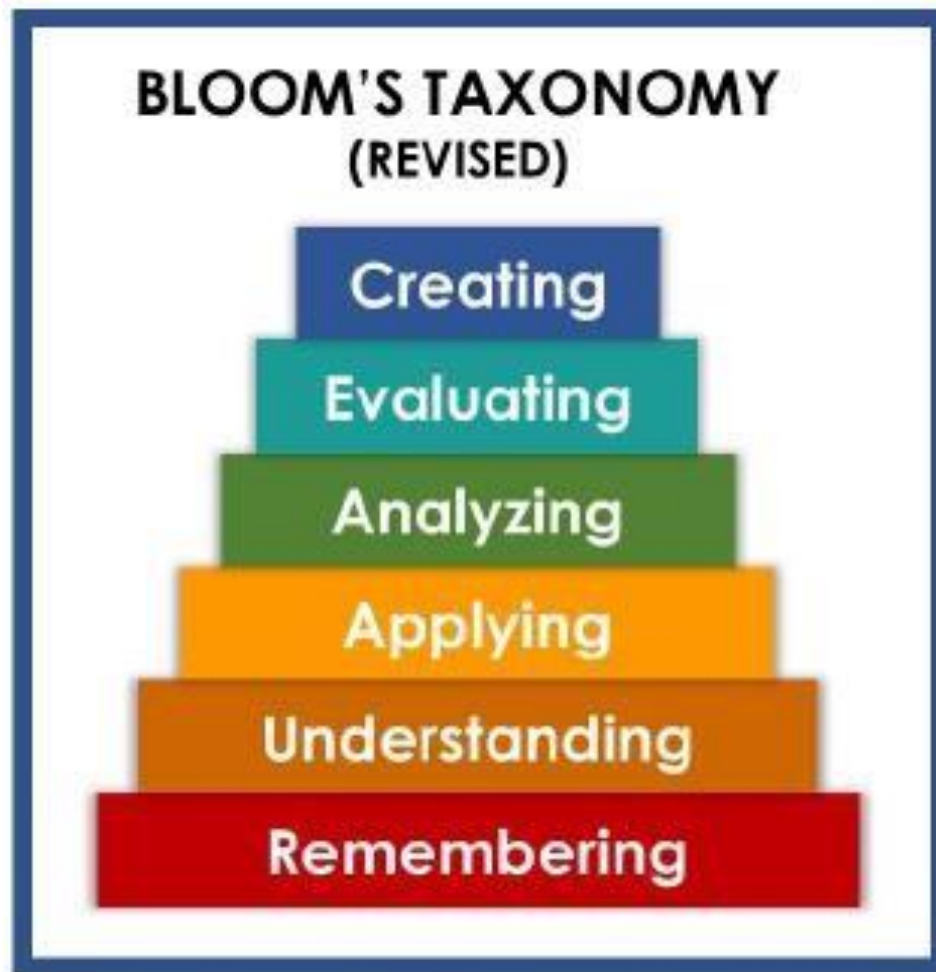 BLOOM'S TAXONOMY
(REVISED)
Creating
Evaluating
Analyzing
Applying
Understanding
Remembering